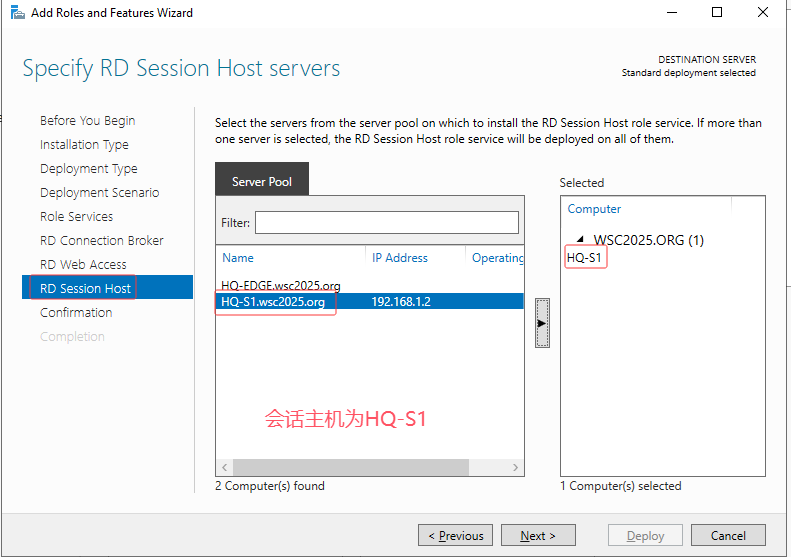 Add Roles and Features Wizard
Specify RD Session Host servers
DESTINATION SERVER
Standard deployment selected
Before You Begin
Installation Type
Deployment Type
Deployment Scenario
Role Services
RD Connection Broker
RD Web Access
RD Session Host
Confirmation
Completion
Select the servers from the server pool on which to install the RD Session Host role service. If more than
one server is selected, the RD Session Host role service will be deployed on all of them.
Server Pool
Filter:
Name IP Address Operating
HQ-EDGE.wsc2025.org
HQ-S1.wsc2025.org 192.168.1.2
会话主机为HQ-S1
2 Computer(s) found
Selected
Computer
WSC2025.ORG (1)
HQ-S1
1 Computer(s) selected
< Previous Next > Deploy Cancel